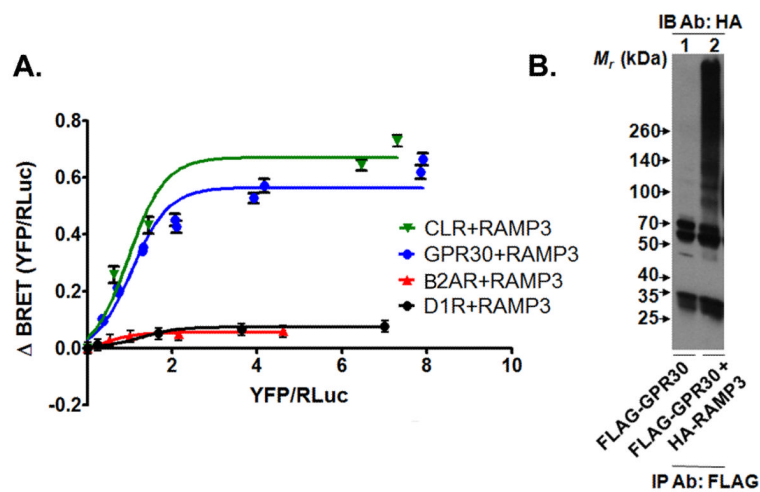 A.
Δ BRET (YFP/RLuc)
0.8
0.6
0.4
0.2
0.0
-0.2
2
4
6
8
10
YFP/RLuc
CLR+RAMP3
GPR30+RAMP3
B2AR+RAMP3
D1R+RAMP3
B.
IB Ab: HA
1 2
Mr (kDa)
260
140
100
70
50
40
35
25
FLAG-GPR30
FLAG-GPR30+
HA-RAMP3
IP Ab: FLAG